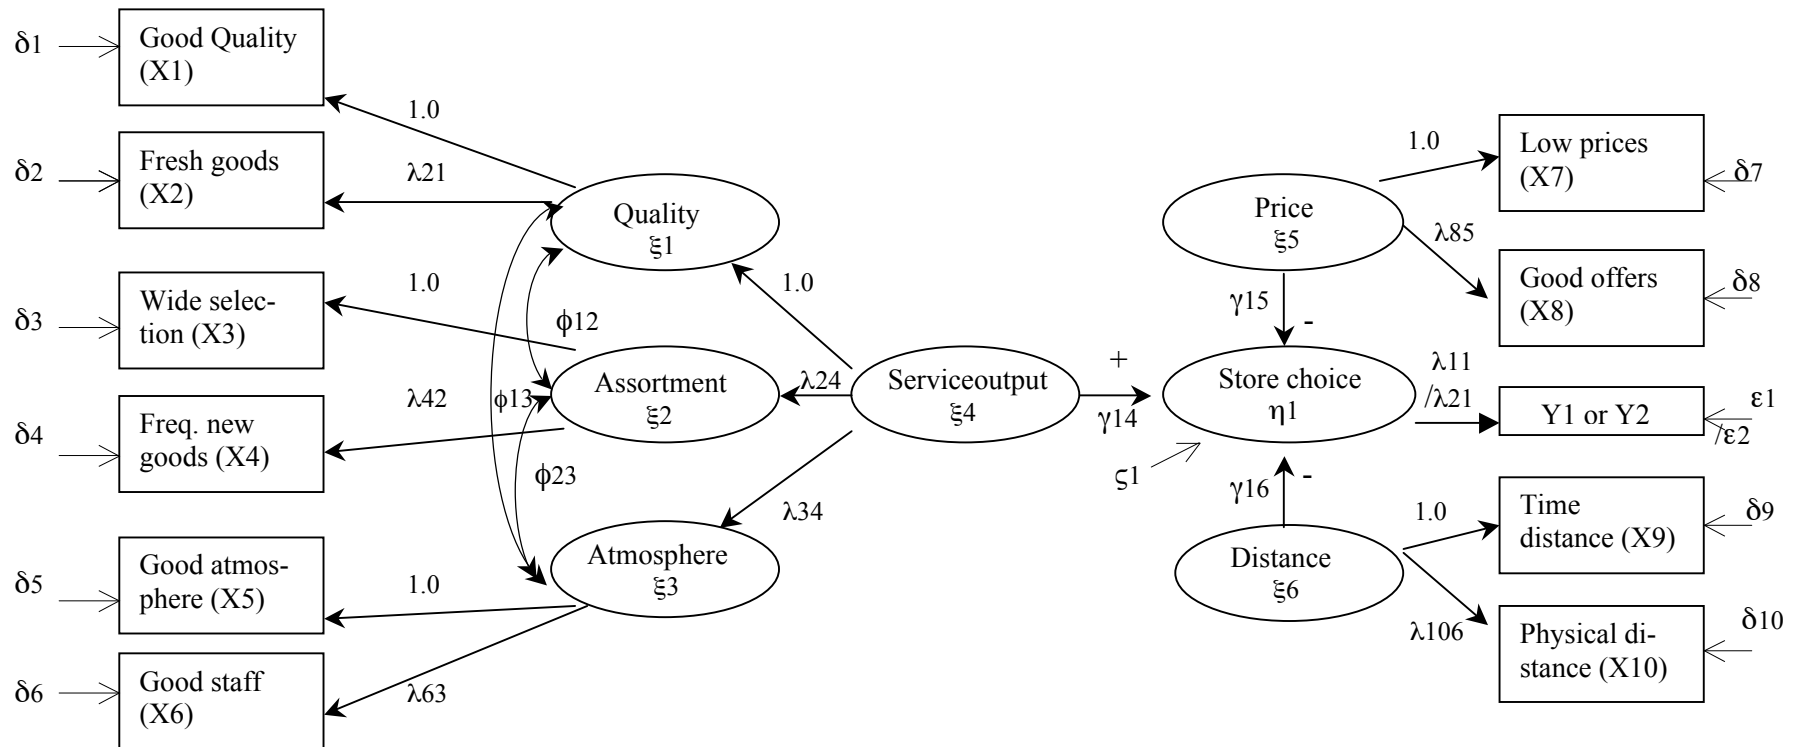 δ1
Good Quality
(X1)
1.0
δ2
Fresh goods
(X2)
λ21
Quality
ξ1
δ3
Wide selec-
tion (X3)
1.0
ϕ12
1.0
δ4
Freq. new
goods (X4)
λ42
ϕ13
Assortment
ξ2
λ24
ϕ23
δ5
Good atmos-
phere (X5)
1.0
Atmosphere
ξ3
λ34
δ6
Good staff
(X6)
λ63
Serviceoutput
ξ4
+
γ14
Price
ξ5
1.0
Low prices
(X7)
δ7
λ85
Good offers
(X8)
δ8
γ15
-
Store choice
η1
λ11
/λ21
Y1 or Y2
ε1
/ε2
ς1
γ16
-
Distance
ξ6
1.0
Time
distance (X9)
δ9
λ106
Physical di-
stance (X10)
δ10